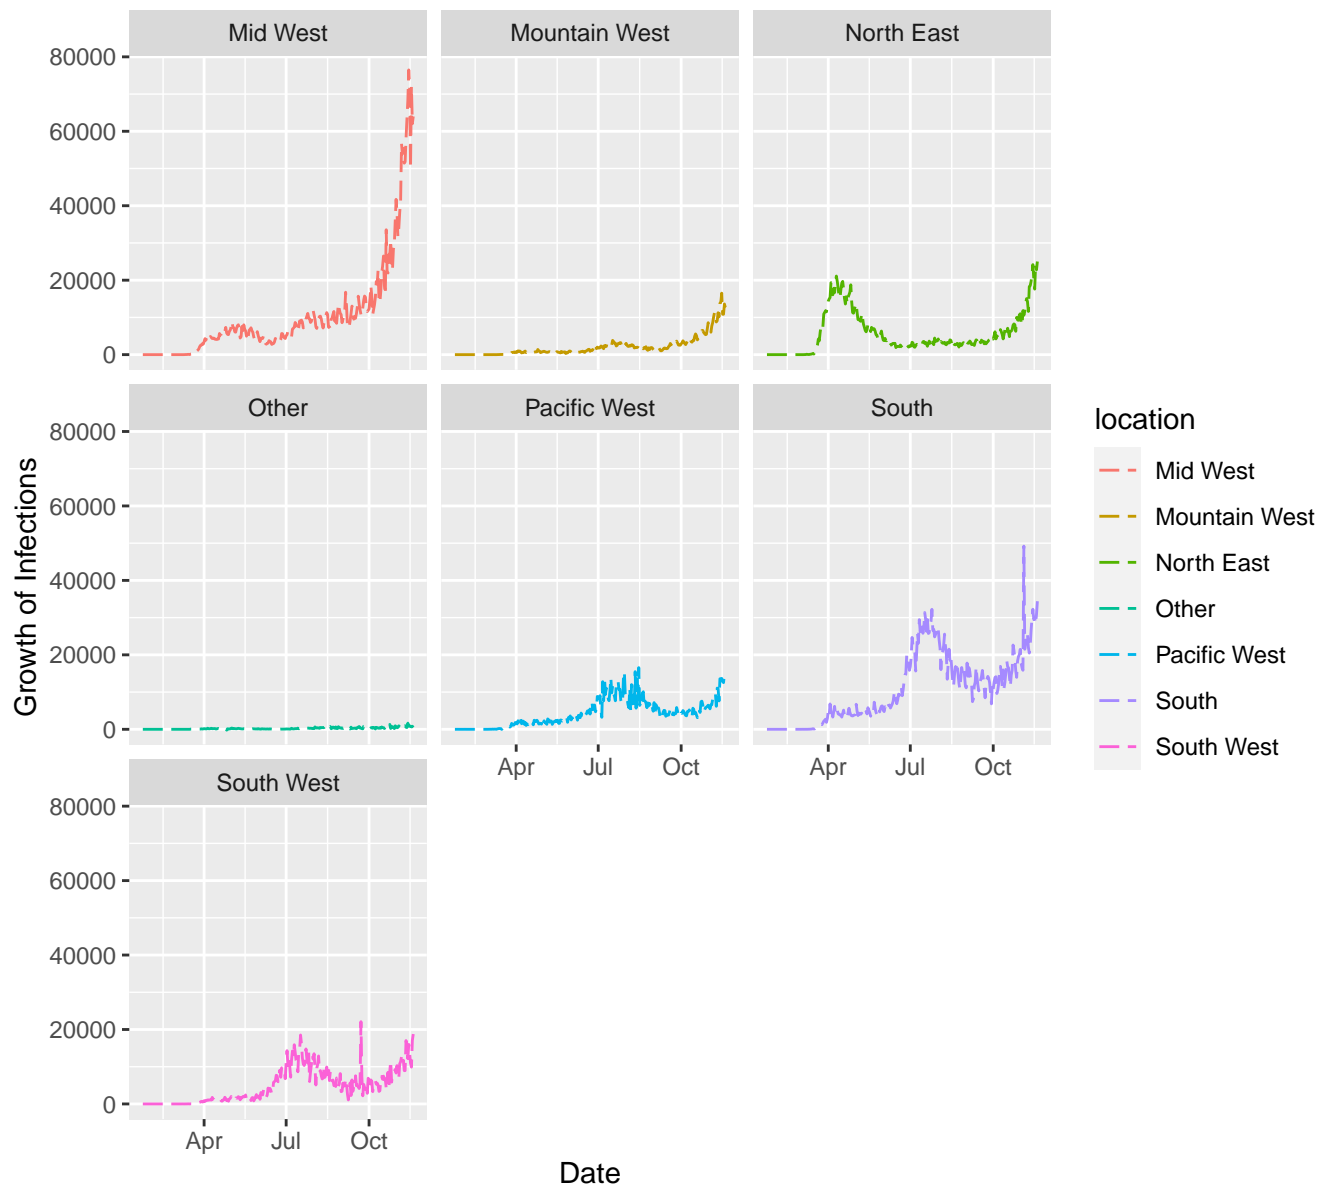 Mid West
Mountain West
North East
80000
60000
40000
20000
0
Other
Pacific West
South
80000
60000
40000
20000
0
Apr
Jul
Oct
Apr
Jul
Oct
South West
80000
60000
40000
20000
0
Apr
Jul
Oct
Growth of Infections
Date
location
Mid West
Mountain West
North East
Other
Pacific West
South
South West